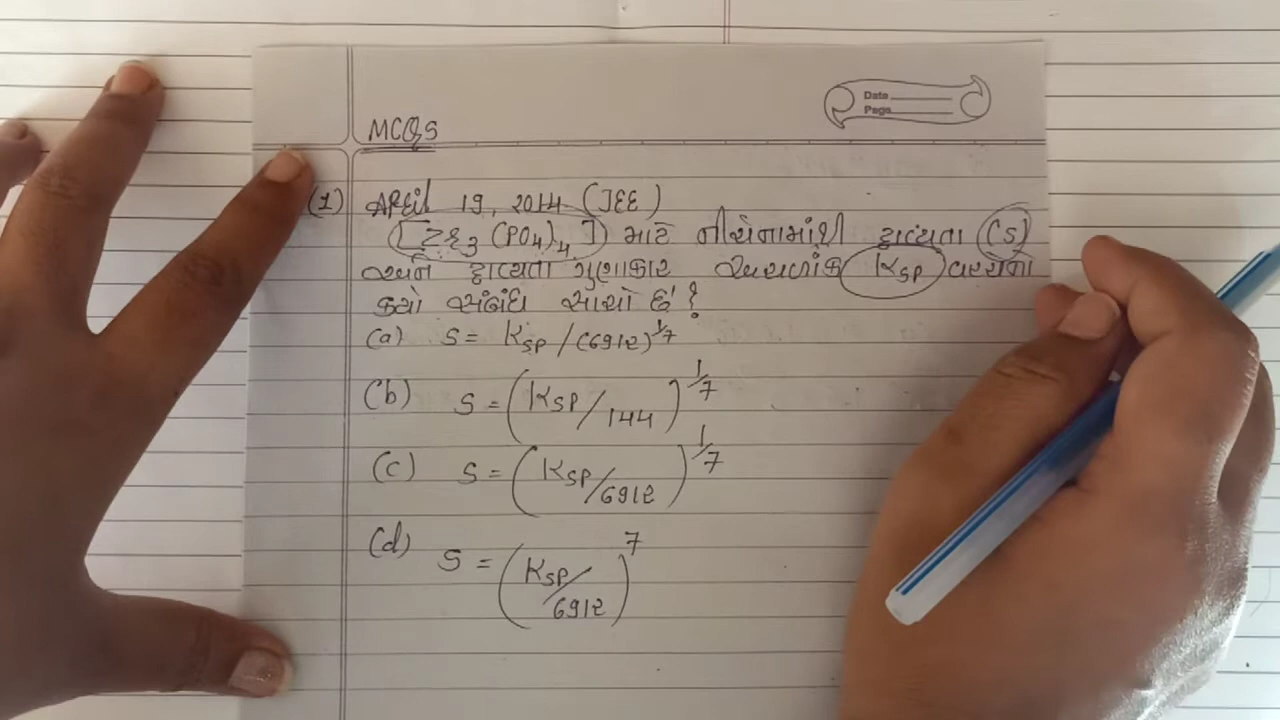 Date
Page
MCQs
(1) April 19, 2014 (JEE)
[Zr3 (PO4)4] માટે નીચેનામાંથી દ્રાવ્યતા (S)
અને દ્રાવ્યતા ગુણાકાર અચળાંક Ksp વચ્ચેનો
કયો સંબંધ સાચો છે ?
(a) S = Ksp / (6912)^1/7
(b) S = (Ksp/144)^1/7
(c) S = (Ksp/6912)^1/7
(d) S = (Ksp/6912)^7